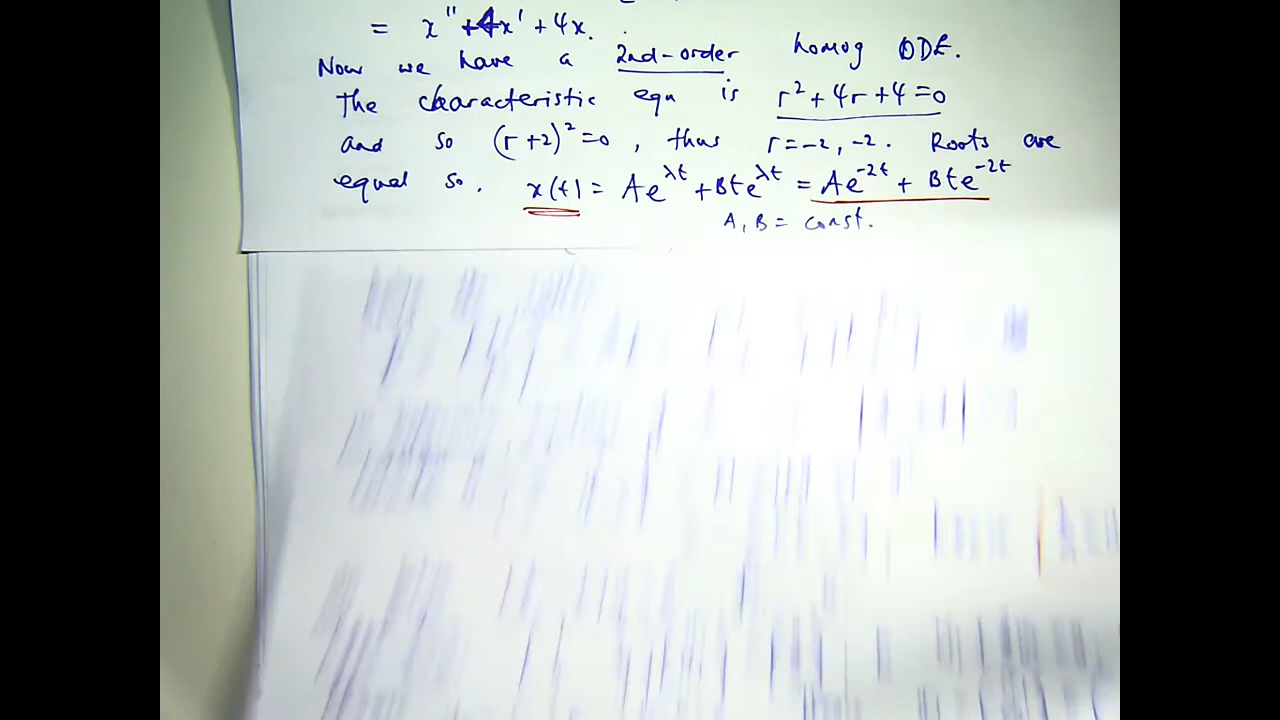 = x'' + 4x' + 4x.
Now we have a 2nd-order homog ODE.
The characteristic equ is r² + 4r + 4 = 0
and so (r + 2)² = 0, thus r = -2, -2. Roots are
equal so. x(t) = Ae^λt + Bte^λt = Ae^-2t + Bte^-2t
A, B = const.